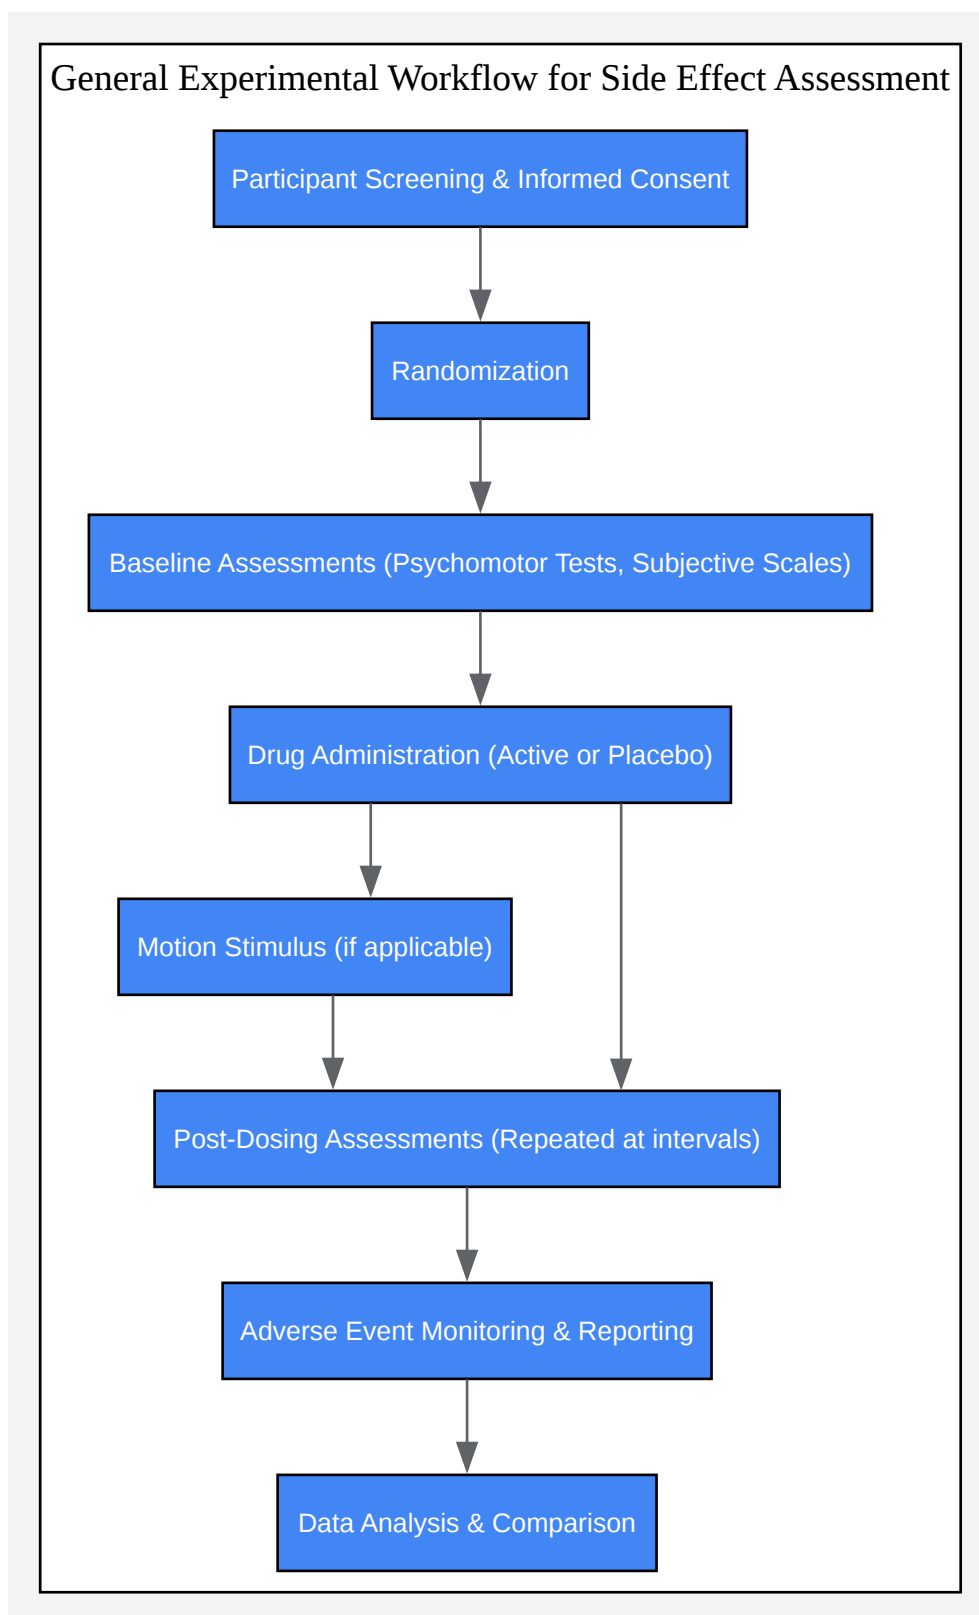 General Experimental Workflow for Side Effect Assessment
Participant Screening & Informed Consent
Randomization
Baseline Assessments (Psychomotor Tests, Subjective Scales)
Drug Administration (Active or Placebo)
Motion Stimulus (if applicable)
Post-Dosing Assessments (Repeated at intervals)
Adverse Event Monitoring & Reporting
Data Analysis & Comparison